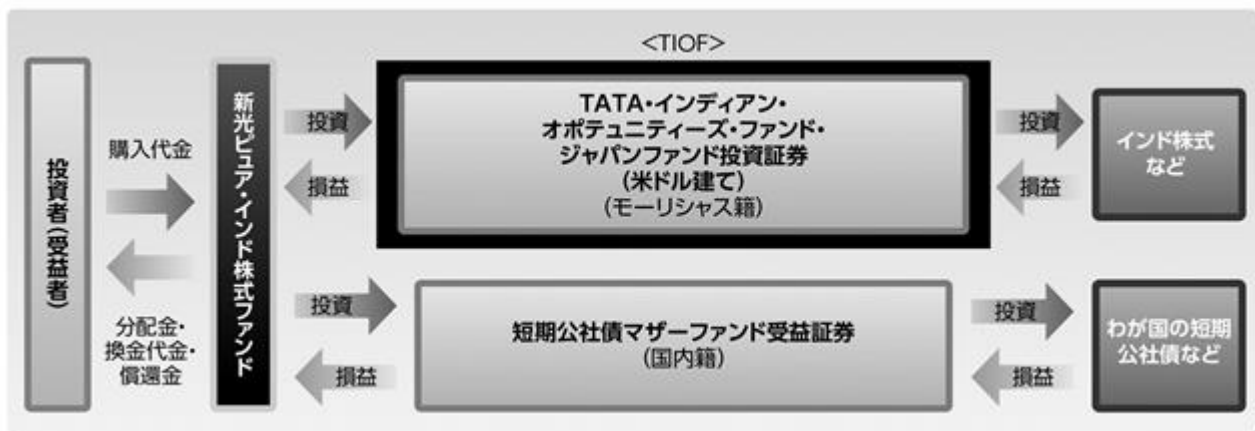 <TIOF>
投資者(受益者)
購入代金
分配金・
換金代金・
償還金
新光ピュア・インド株式ファンド
投資
損益
TATA・インディアン・
オポテュニティーズ・ファンド・
ジャパンファンド投資証券
(米ドル建て)
(モーリシャス籍)
投資
損益
インド株式
など
投資
損益
短期公社債マザーファンド受益証券
(国内籍)
投資
損益
わが国の短期
公社債など